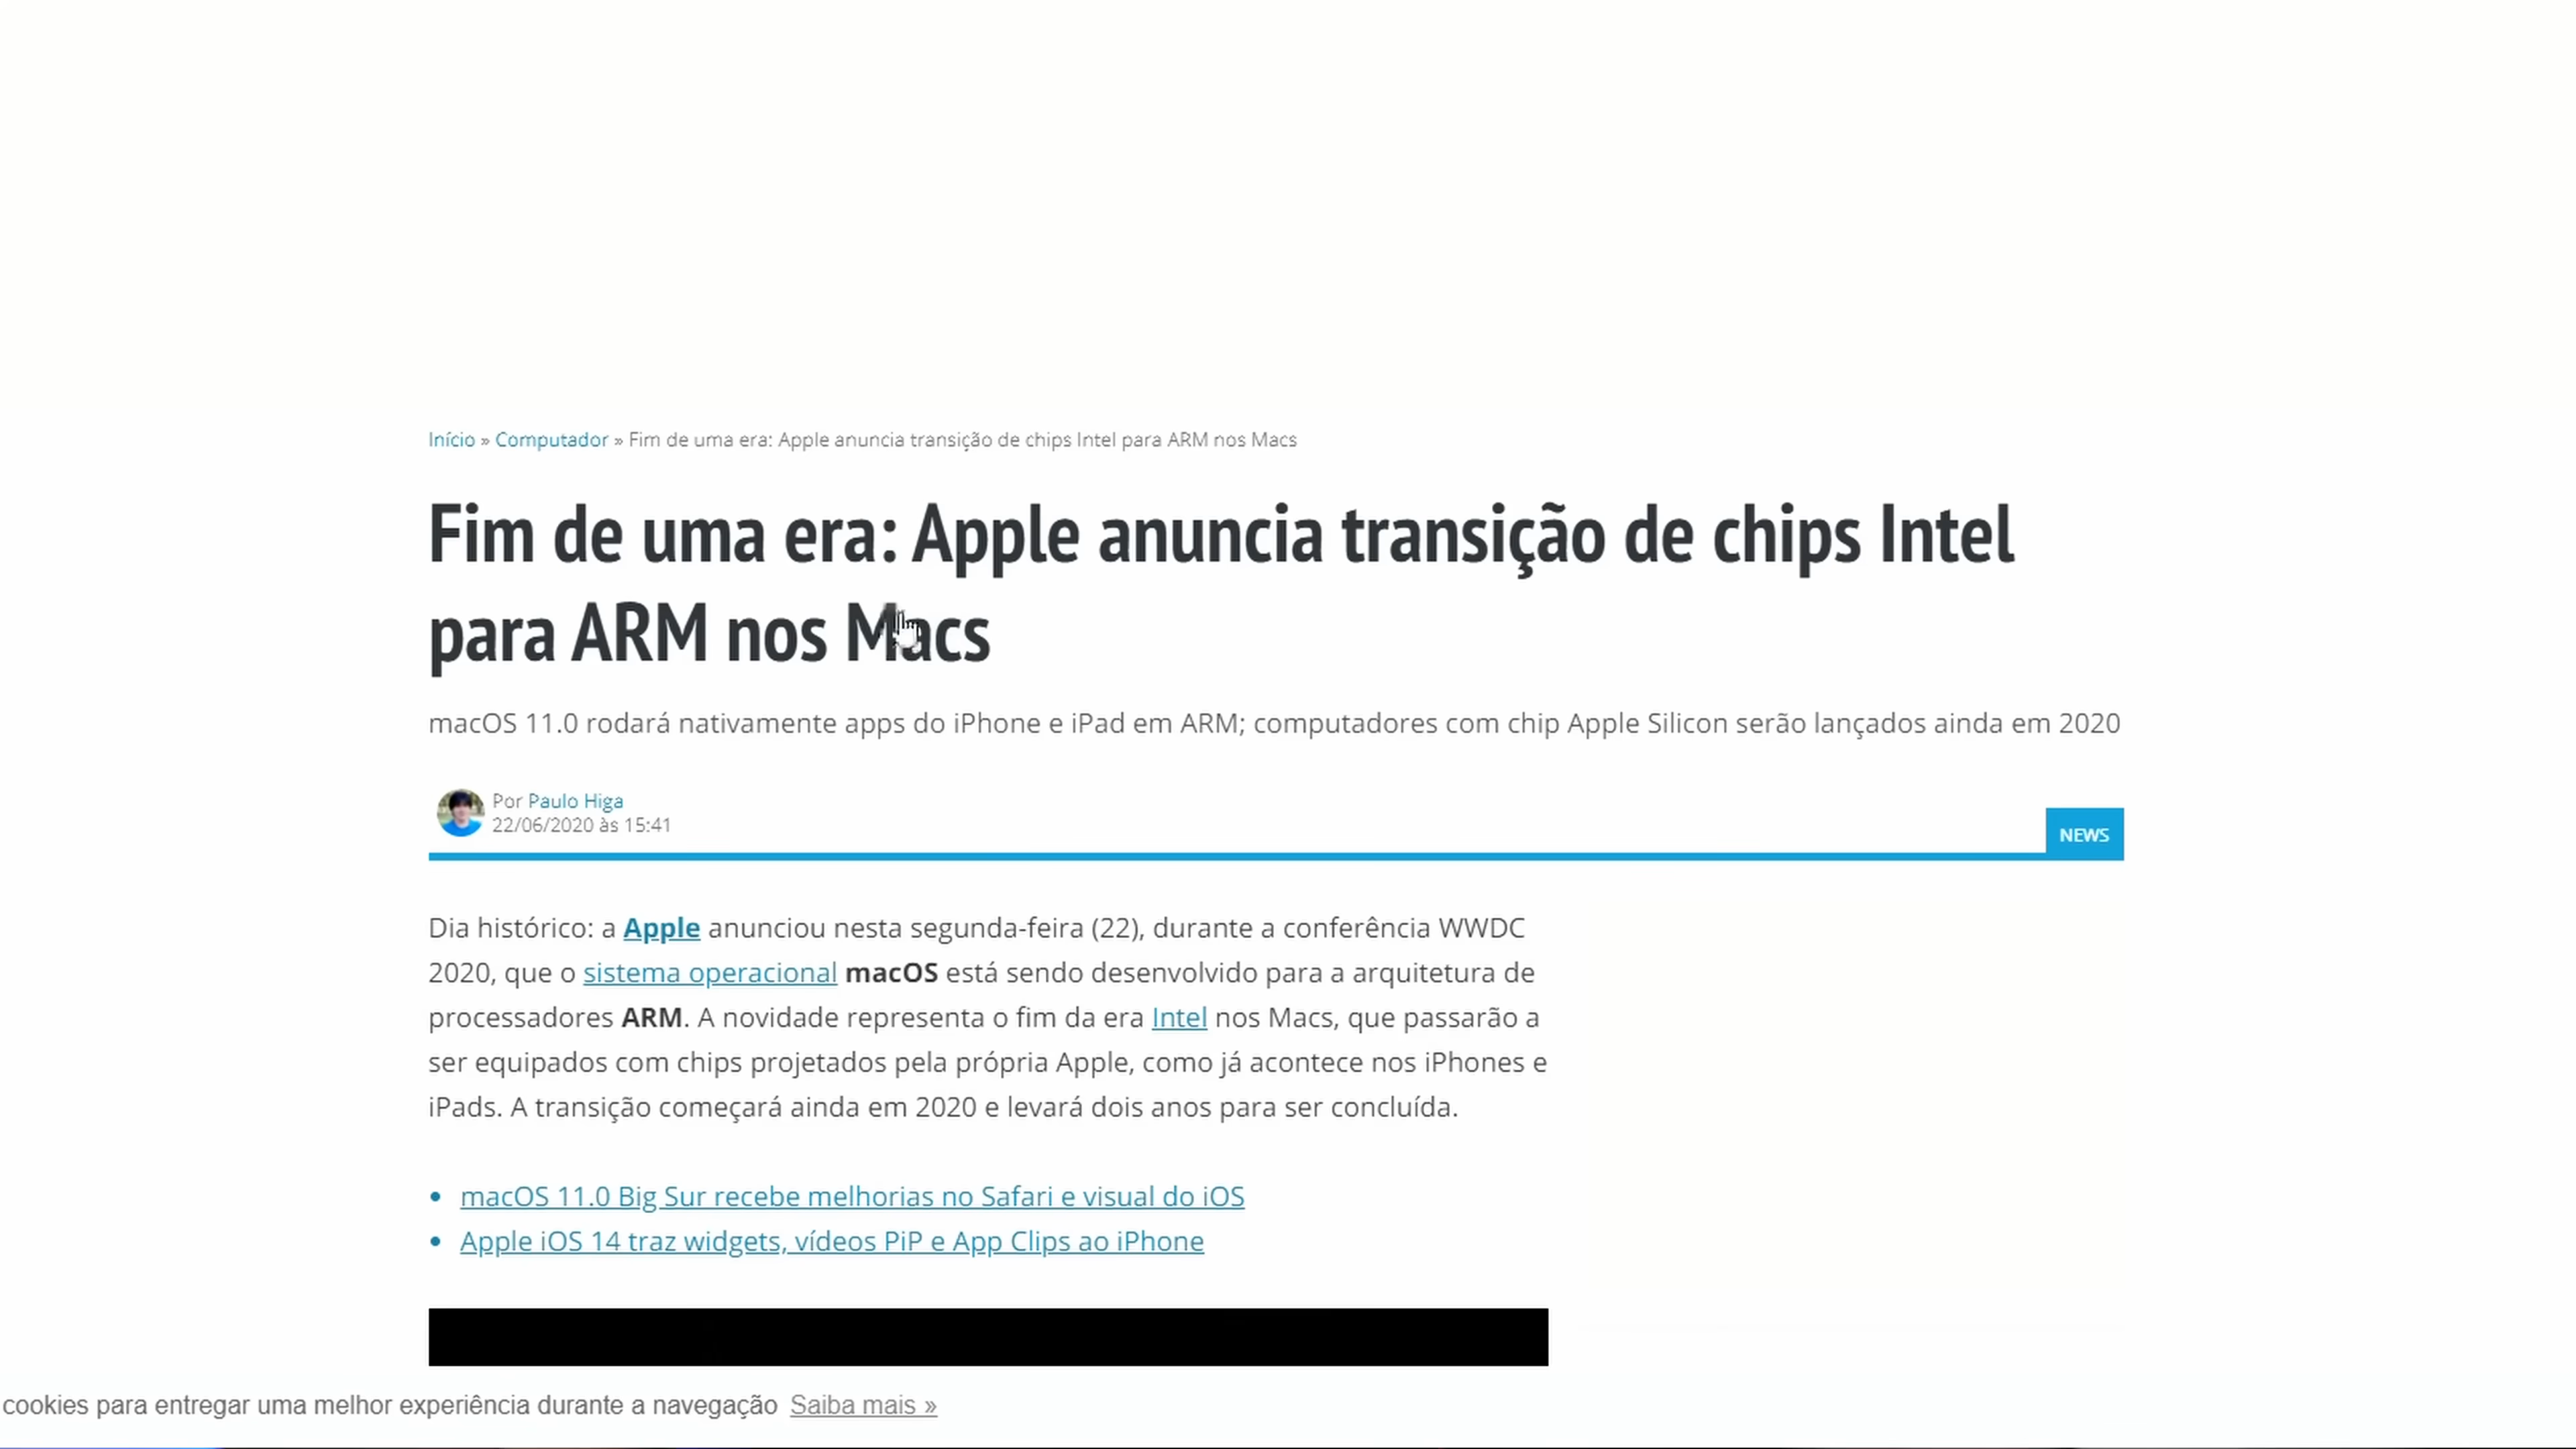 Início » Computador » Fim de uma era: Apple anuncia transição de chips Intel para ARM nos Macs
Fim de uma era: Apple anuncia transição de chips Intel
para ARM nos Macs
macOS 11.0 rodará nativamente apps do iPhone e iPad em ARM; computadores com chip Apple Silicon serão lançados ainda em 2020
Por Paulo Higa
22/06/2020 às 15:41
NEWS
Dia histórico: a Apple anunciou nesta segunda-feira (22), durante a conferência WWDC
2020, que o sistema operacional macOS está sendo desenvolvido para a arquitetura de
processadores ARM. A novidade representa o fim da era Intel nos Macs, que passarão a
ser equipados com chips projetados pela própria Apple, como já acontece nos iPhones e
iPads. A transição começará ainda em 2020 e levará dois anos para ser concluída.
• macOS 11.0 Big Sur recebe melhorias no Safari e visual do iOS
• Apple iOS 14 traz widgets, vídeos PiP e App Clips ao iPhone
cookies para entregar uma melhor experiência durante a navegação Saiba mais »